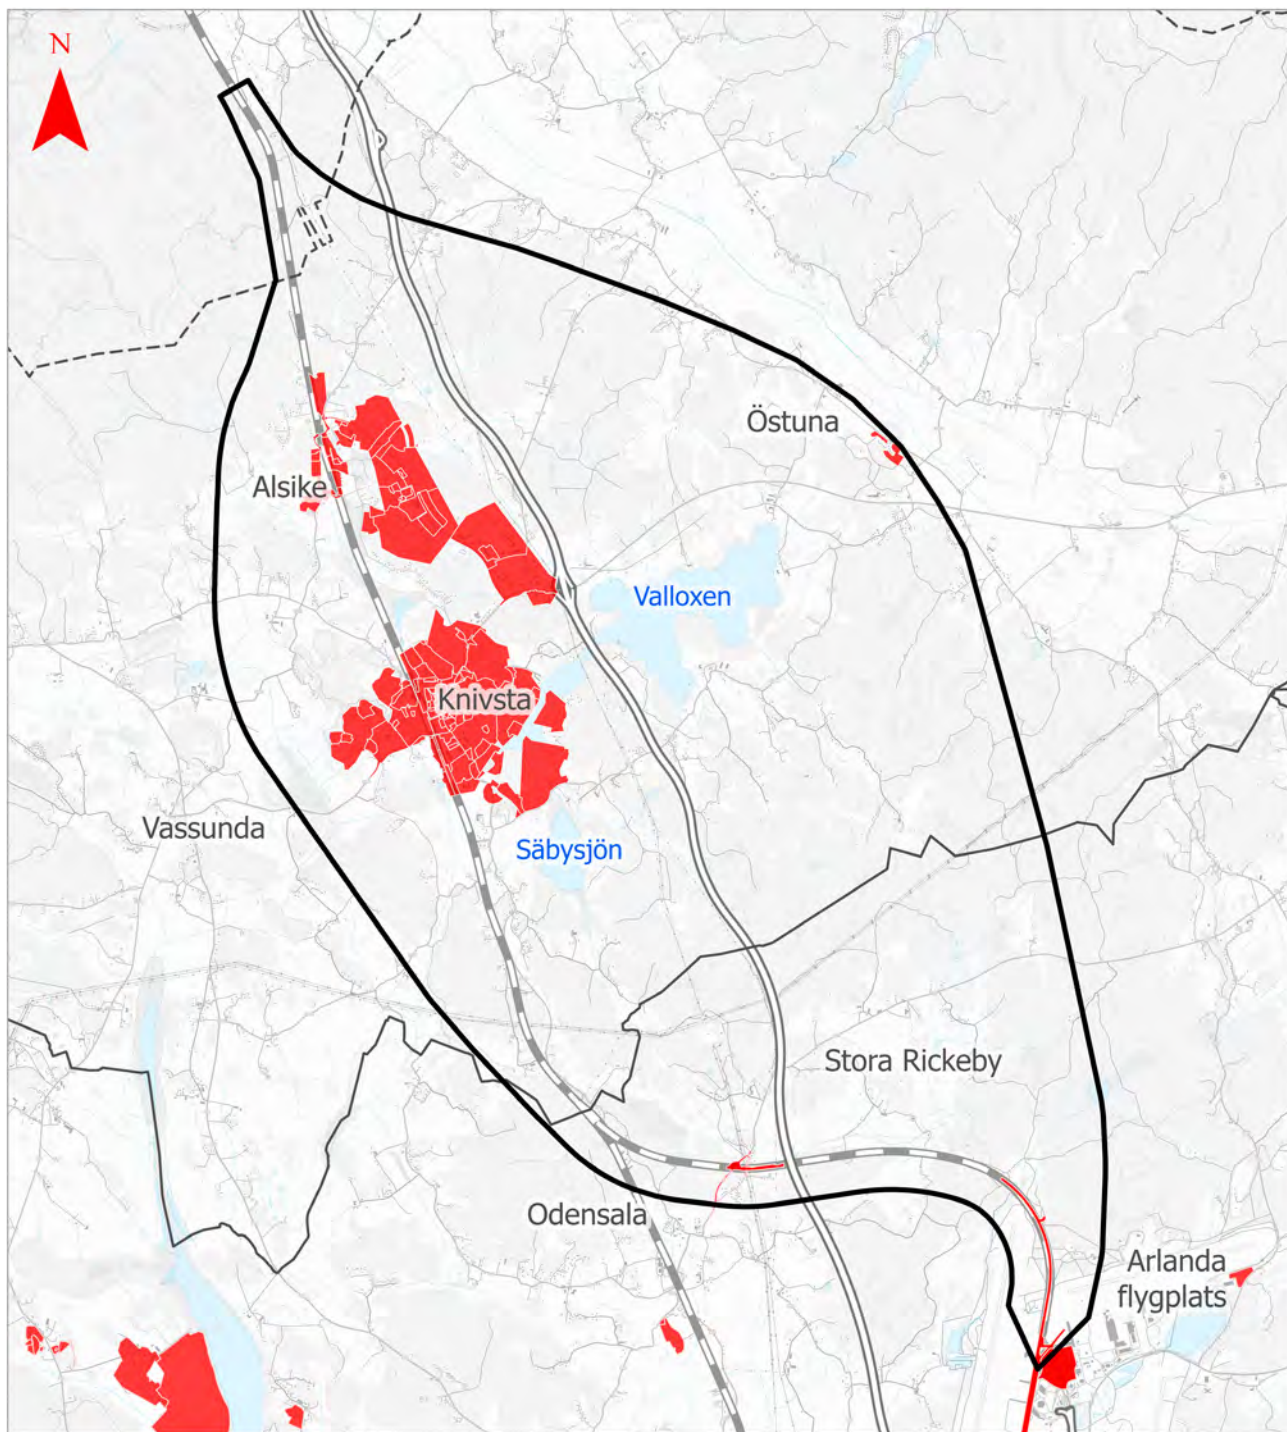 N
Östuna
Alsike
Valloxen
Knivsta
Vassunda
Säbysjön
Stora Rickeby
Odensala
Arlanda
flygplats